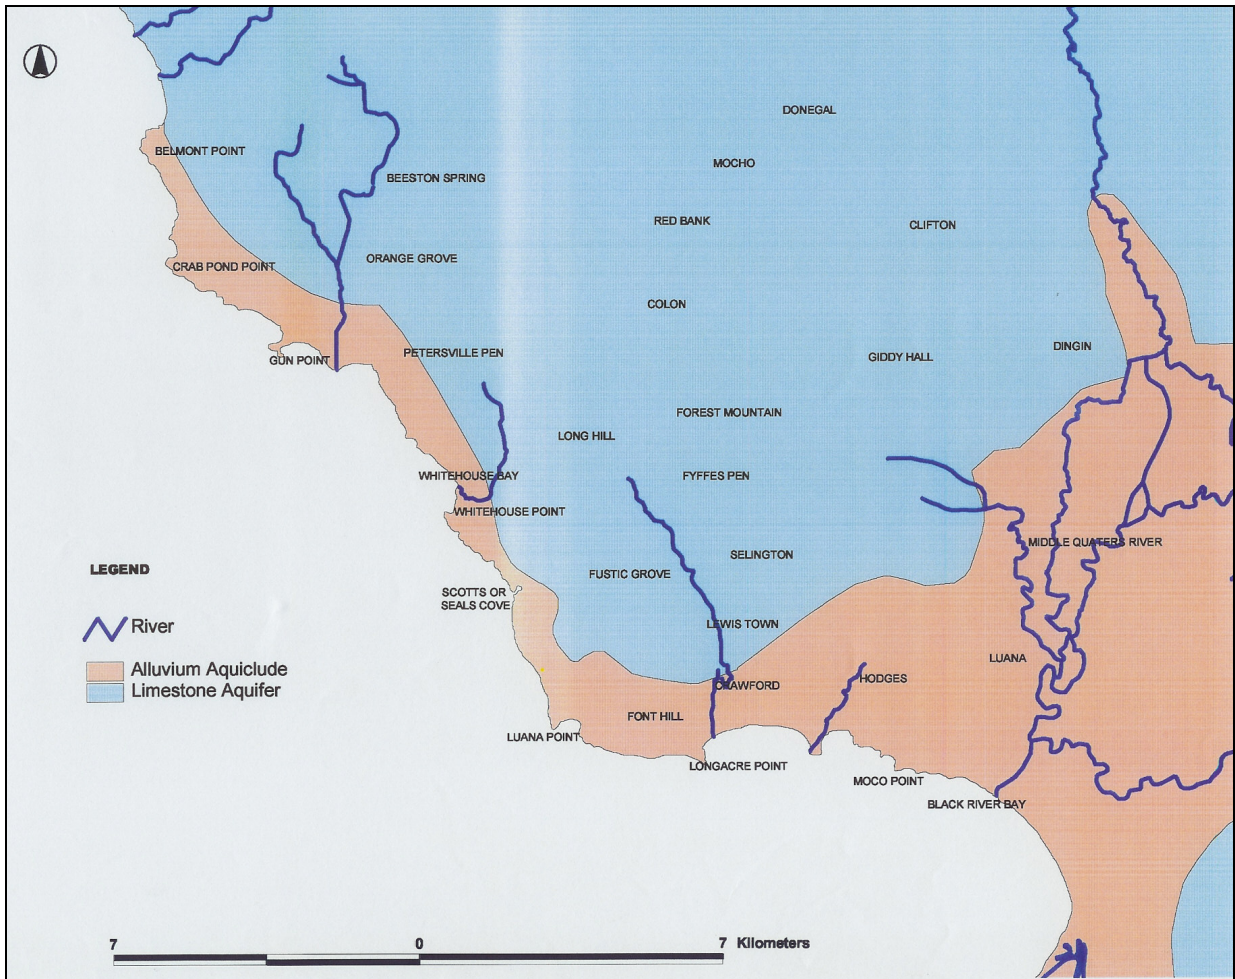 DONEGAL
BELMONT POINT
MOCHO
BEESTON SPRING
RED BANK
CLIFTON
ORANGE GROVE
CRAB POND POINT
COLON
DINGIN
PETERSVILLE PEN
GIDDY HALL
GUN POINT
FOREST MOUNTAIN
LONG HILL
WHITEHOUSE BAY
FYFFES PEN
WHITEHOUSE POINT
MIDDLE QUATERS RIVER
SELINGTON
FUSTIC GROVE
SCOTTS OR
SEALS COVE
LEWIS TOWN
LUANA
HODGES
CRAWFORD
FONT HILL
LUANA POINT
LONGACRE POINT
MOCO POINT
BLACK RIVER BAY
LEGEND
River
Alluvium Aquiclude
Limestone Aquifer
7 0 7 Kilometers